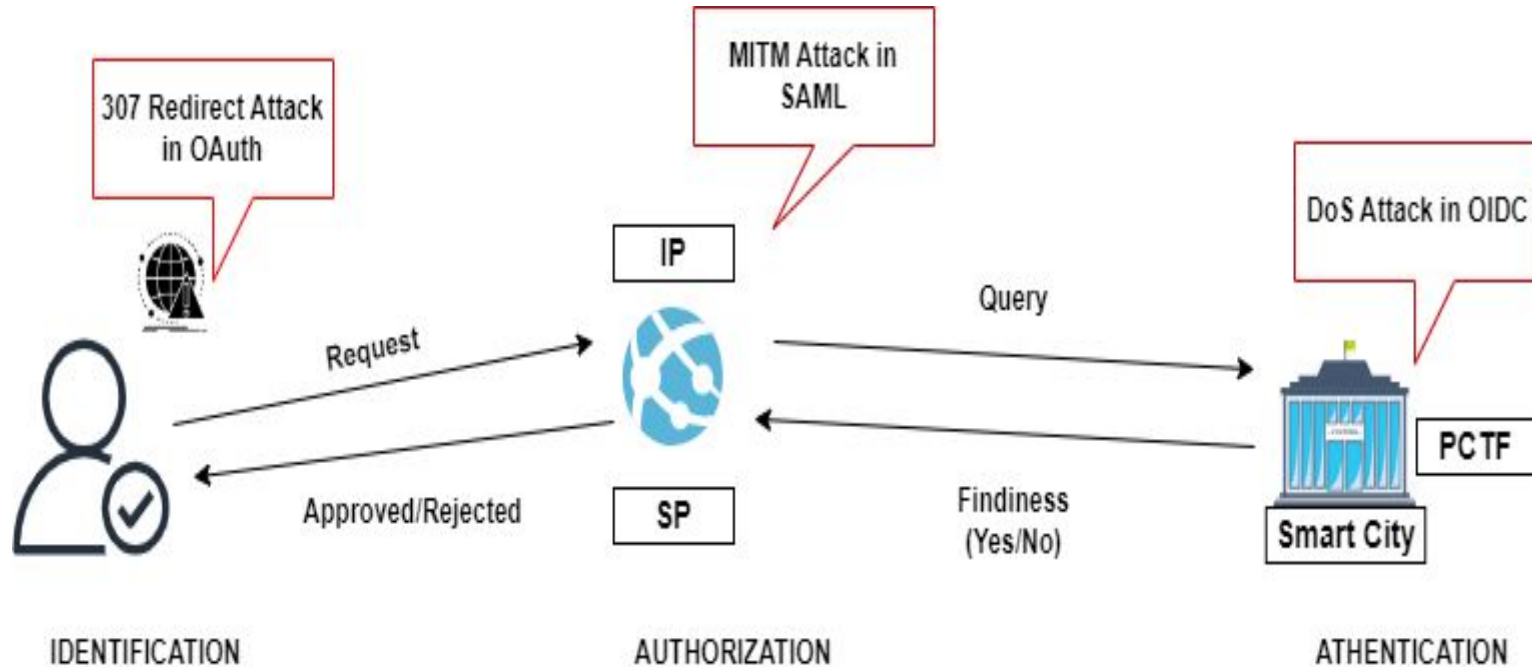 307 Redirect Attack
in OAuth
MITM Attack in
SAML
DoS Attack in OIDC
IP
Request
Query
Approved/Rejected
SP
Findiness
(Yes/No)
PCTF
Smart City
IDENTIFICATION
AUTHORIZATION
ATHENTICATION